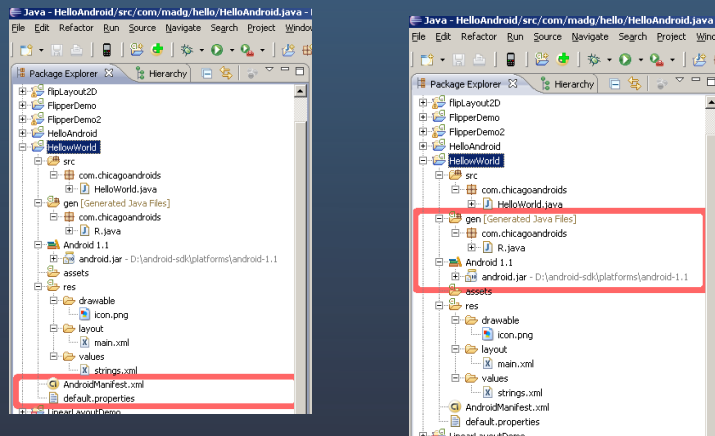 Java - HelloAndroid/src/com/madg/hello/HelloAndroid.java -
File Edit Refactor Run Source Navigate Search Project Window
Package Explorer Hierarchy
flipLayout2D
FlipperDemo
FlipperDemo2
HelloAndroid
HellowWorld
src
com.chicagoandroids
HelloWorld.java
gen [Generated Java Files]
com.chicagoandroids
R.java
Android 1.1
android.jar - D:\android-sdk\platforms\android-1.1
assets
res
drawable
icon.png
layout
main.xml
values
strings.xml
AndroidManifest.xml
default.properties
LinearLayoutDemo
Java - HelloAndroid/src/com/madg/hello/HelloAndroid.java
File Edit Refactor Run Source Navigate Search Project
Package Explorer Hierarchy
flipLayout2D
FlipperDemo
FlipperDemo2
HelloAndroid
HellowWorld
src
com.chicagoandroids
HelloWorld.java
gen [Generated Java Files]
com.chicagoandroids
R.java
Android 1.1
android.jar - D:\android-sdk\platforms\android-1.1
assets
res
drawable
icon.png
layout
main.xml
values
strings.xml
AndroidManifest.xml
default.properties
LinearLayoutDemo